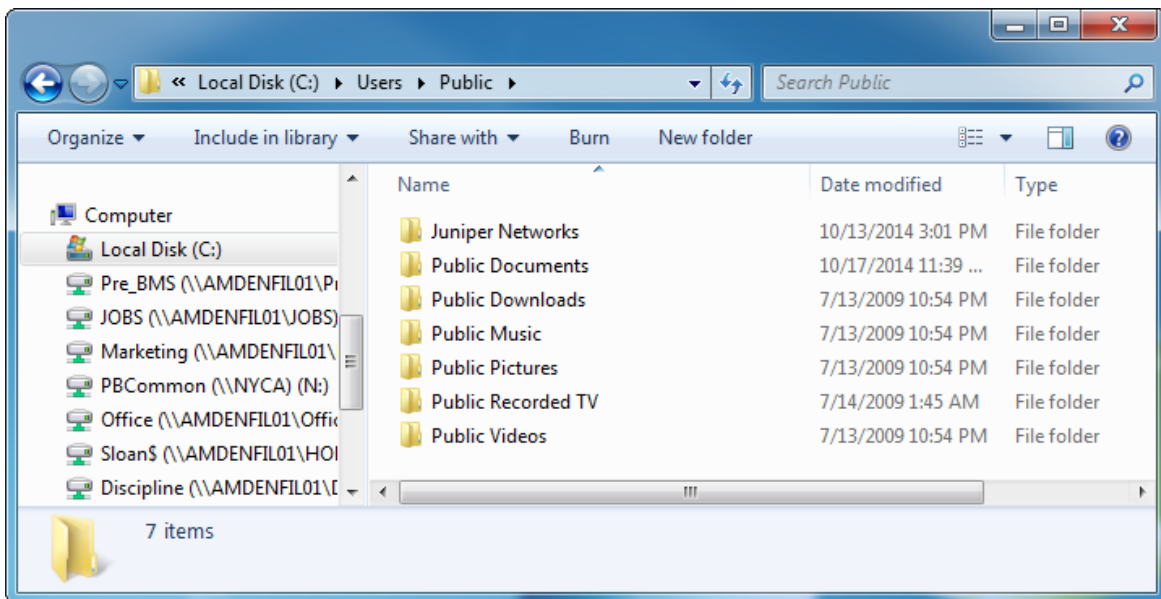 « Local Disk (C:) Users Public Search Public
Organize Include in library Share with Burn New folder
Name Date modified Type
Computer
Local Disk (C:)
Pre_BMS (\\AMDENFIL01\Pr
JOBS (\\AMDENFIL01\JOBS)
Marketing (\\AMDENFIL01\
PBCommon (\\NYCA) (N:)
Office (\\AMDENFIL01\Offic
Sloan$ (\\AMDENFIL01\HOI
Discipline (\\AMDENFIL01\D
Juniper Networks 10/13/2014 3:01 PM File folder
Public Documents 10/17/2014 11:39 ... File folder
Public Downloads 7/13/2009 10:54 PM File folder
Public Music 7/13/2009 10:54 PM File folder
Public Pictures 7/13/2009 10:54 PM File folder
Public Recorded TV 7/14/2009 1:45 AM File folder
Public Videos 7/13/2009 10:54 PM File folder
7 items